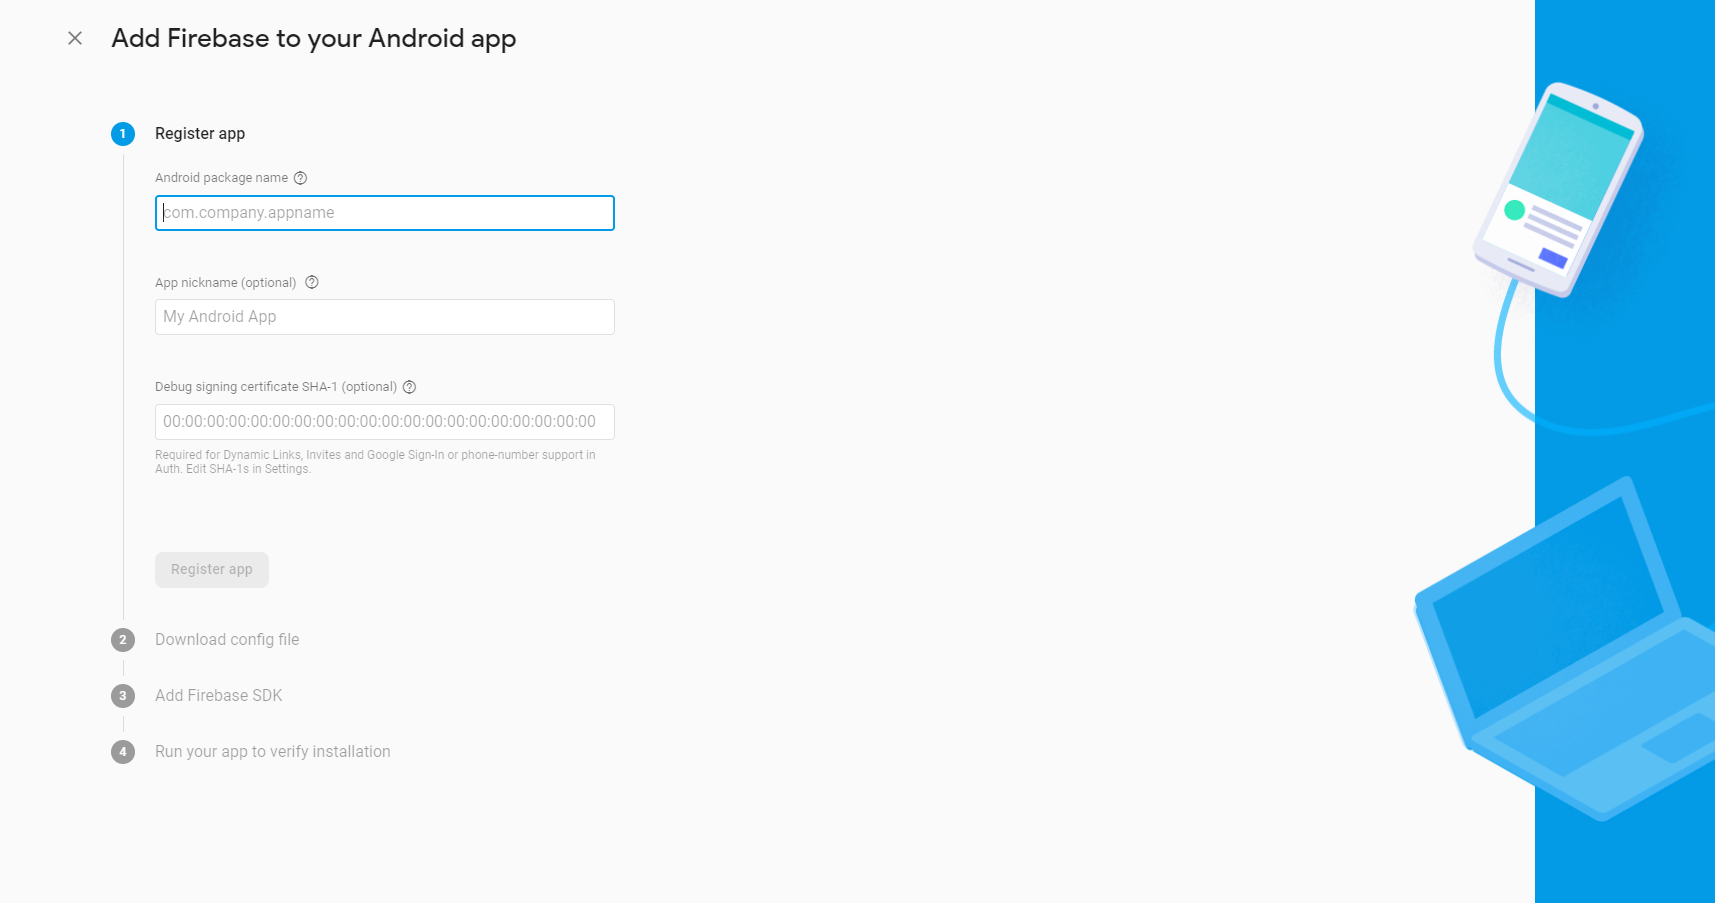 Add Firebase to your Android app
1 Register app
Android package name
com.company.appname
App nickname (optional)
My Android App
Debug signing certificate SHA-1 (optional)
00:00:00:00:00:00:00:00:00:00:00:00:00:00:00:00:00:00:00:00
Required for Dynamic Links, Invites and Google Sign-In or phone-number support in
Auth. Edit SHA-1s in Settings.
Register app
2 Download config file
3 Add Firebase SDK
4 Run your app to verify installation